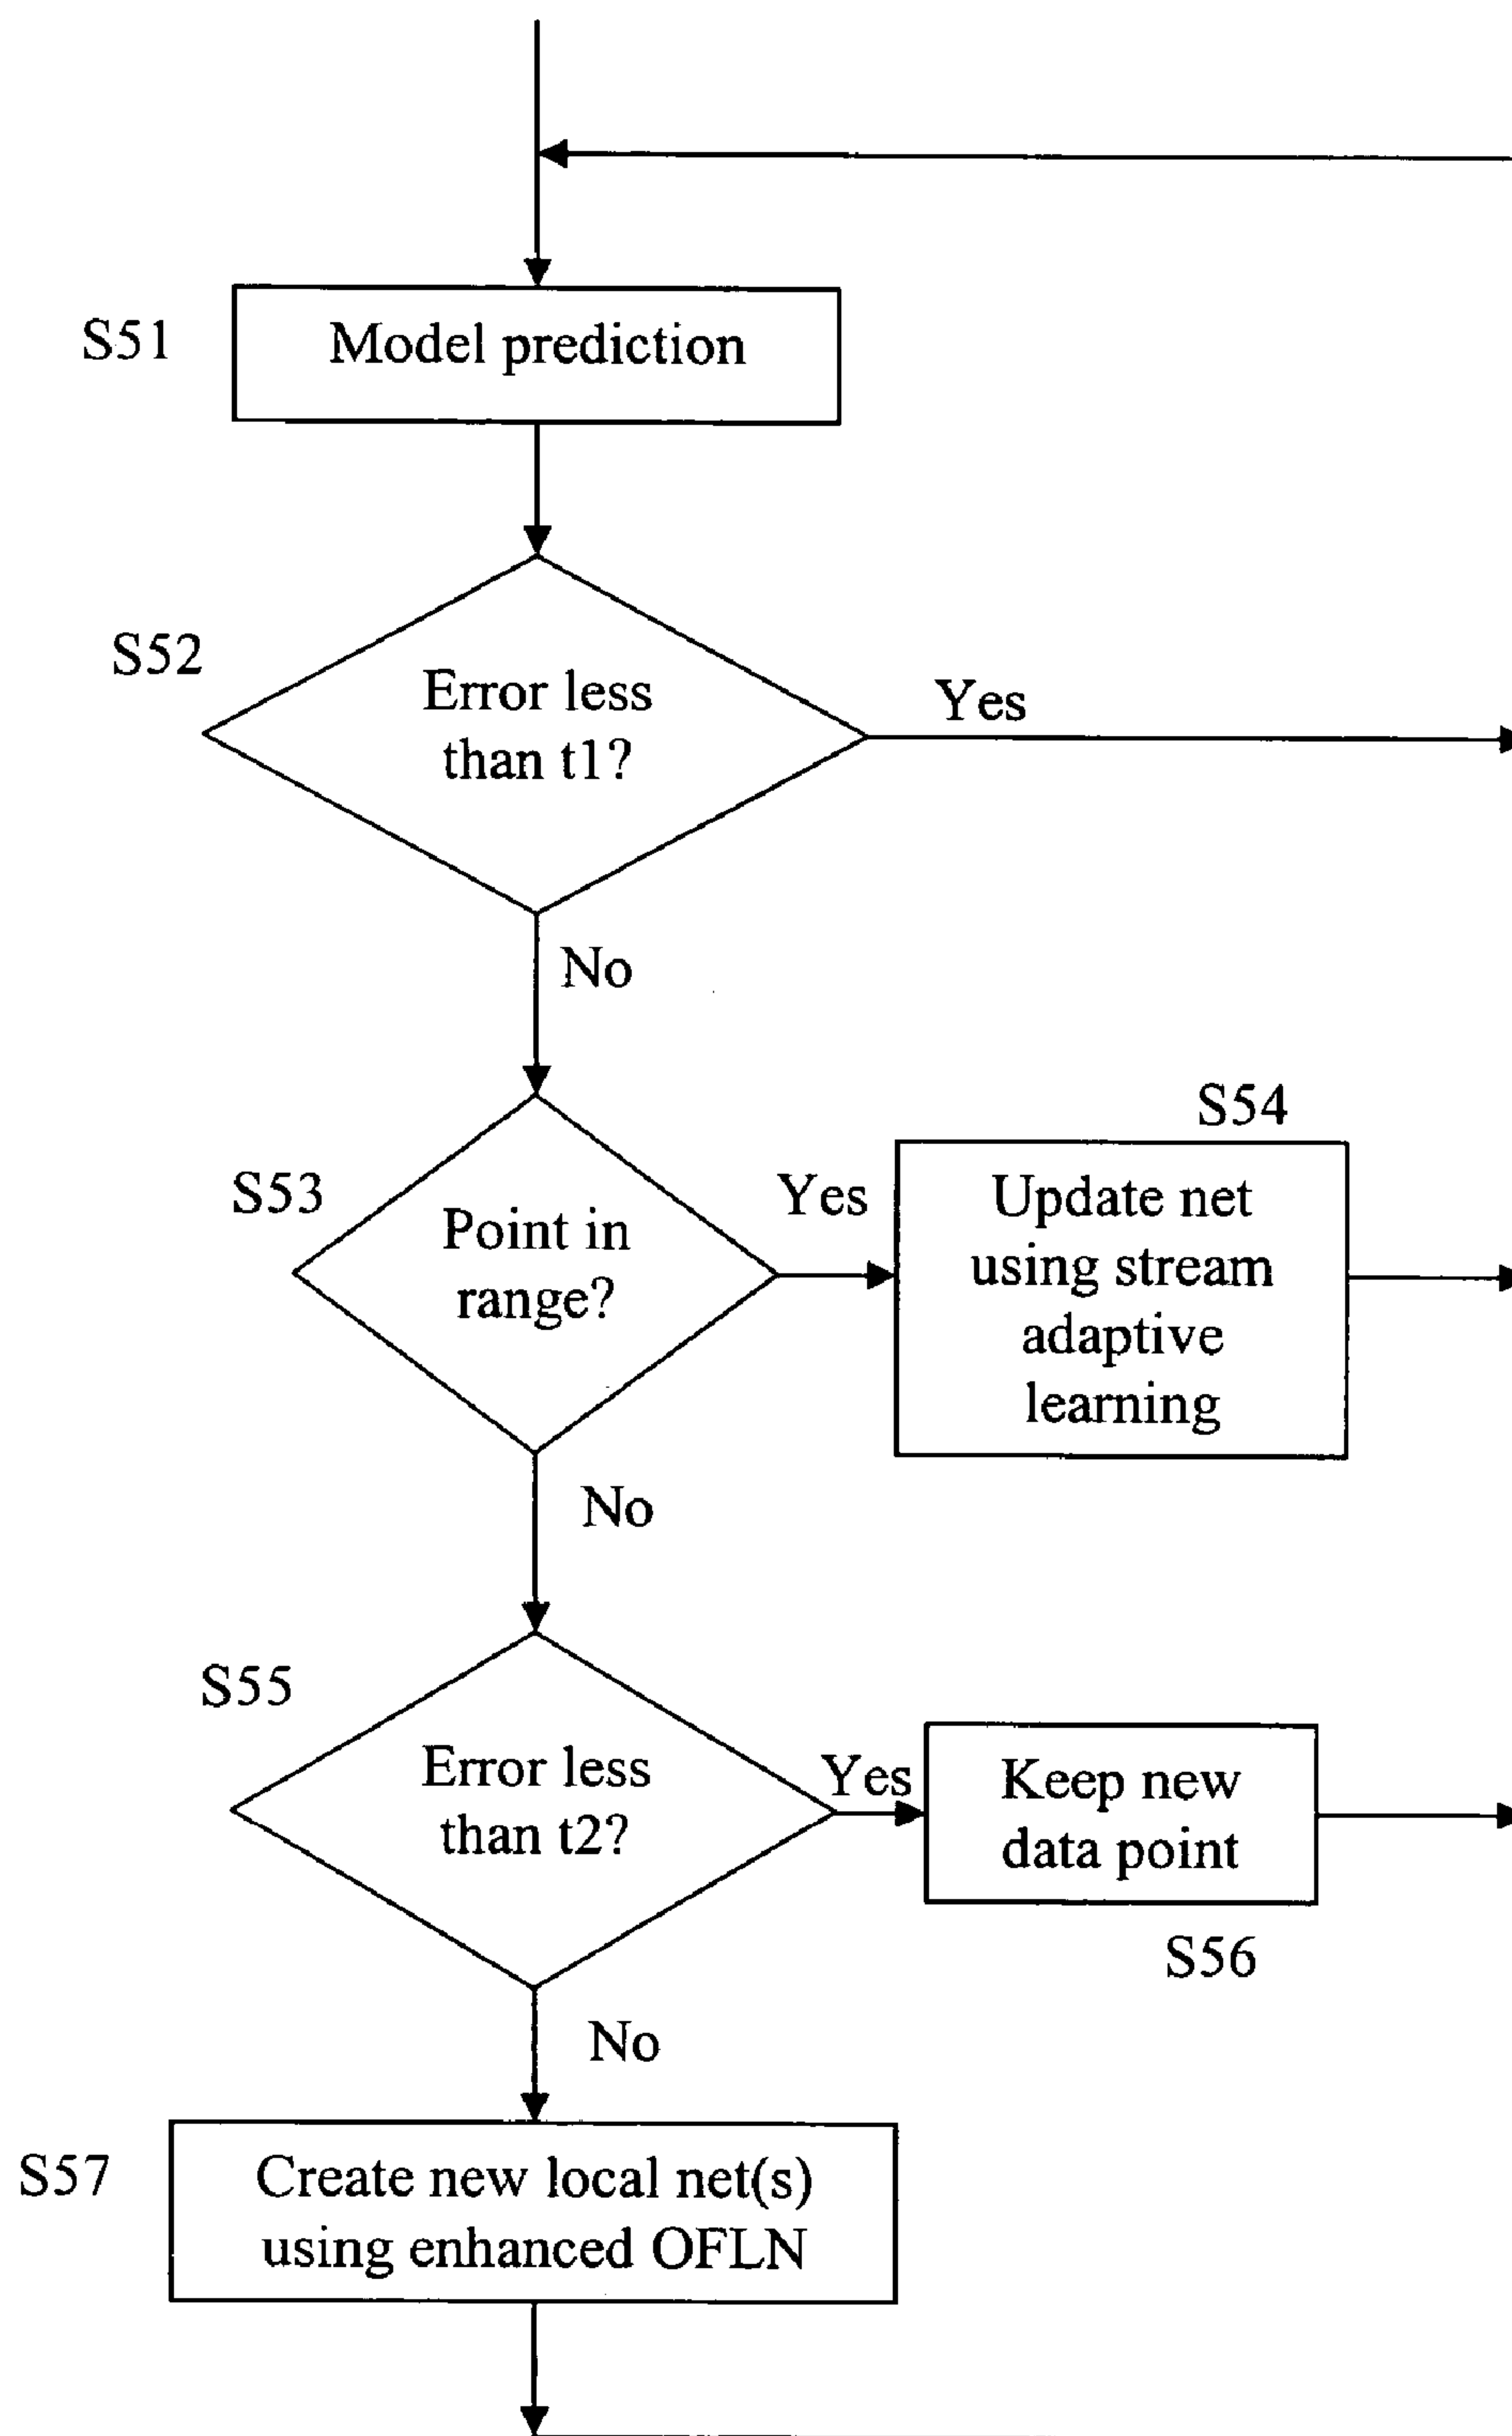 S51
Model prediction
S52
Error less
than t1?
Yes
No
S53
Point in
range?
Yes
S54
Update net
using stream
adaptive
learning
No
S55
Error less
than t2?
Yes
Keep new
data point
S56
No
S57
Create new local net(s)
using enhanced OFLN